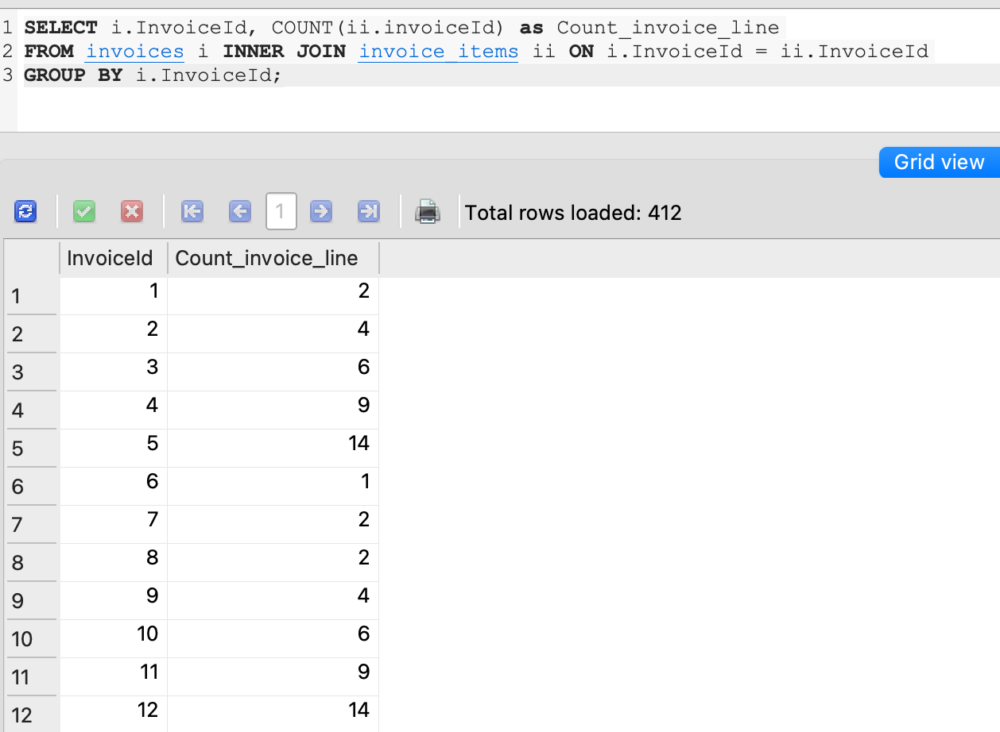 1 SELECT i.InvoiceId, COUNT(ii.invoiceId) as Count_invoice_line
2 FROM invoices i INNER JOIN invoice_items ii ON i.InvoiceId = ii.InvoiceId
3 GROUP BY i.InvoiceId;
Grid view
1 Total rows loaded: 412
InvoiceId Count_invoice_line
1 1 2
2 2 4
3 3 6
4 4 9
5 5 14
6 6 1
7 7 2
8 8 2
9 9 4
10 10 6
11 11 9
12 12 14